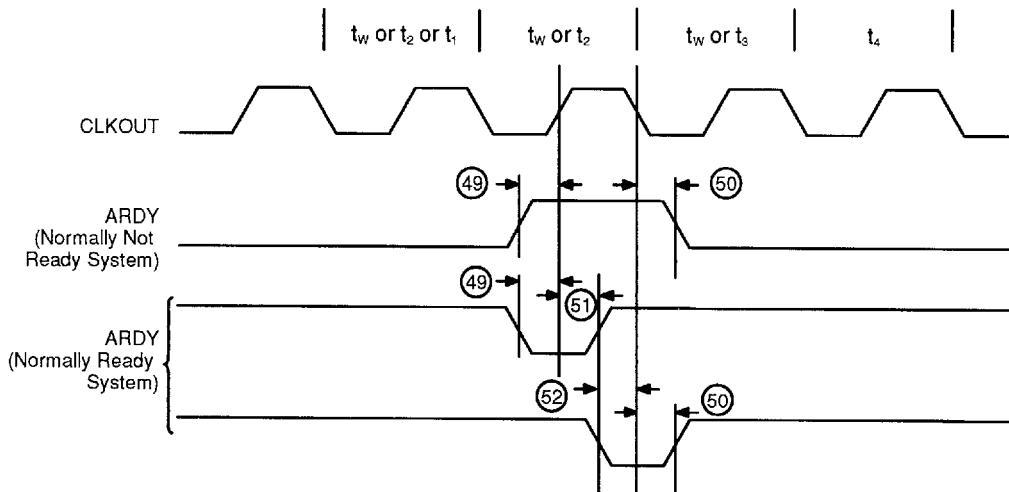 tW or t2 or t1
tW or t2
tW or t3
t4
CLKOUT
49
50
ARDY
(Normally Not
Ready System)
49
51
ARDY
(Normally Ready
System)
52
50